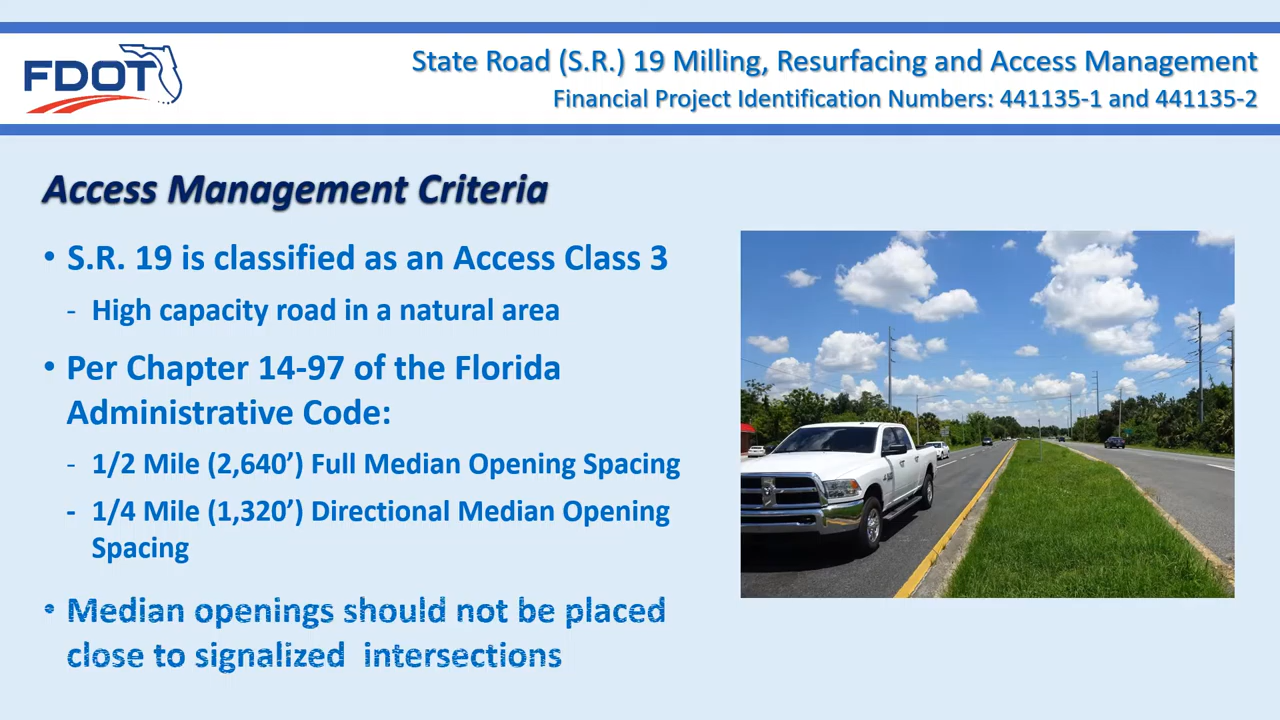 FDOT
State Road (S.R.) 19 Milling, Resurfacing and Access Management
Financial Project Identification Numbers: 441135-1 and 441135-2
Access Management Criteria
• S.R. 19 is classified as an Access Class 3
- High capacity road in a natural area
• Per Chapter 14-97 of the Florida
Administrative Code:
- 1/2 Mile (2,640’) Full Median Opening Spacing
- 1/4 Mile (1,320’) Directional Median Opening
Spacing
• Median openings should not be placed
close to signalized intersections